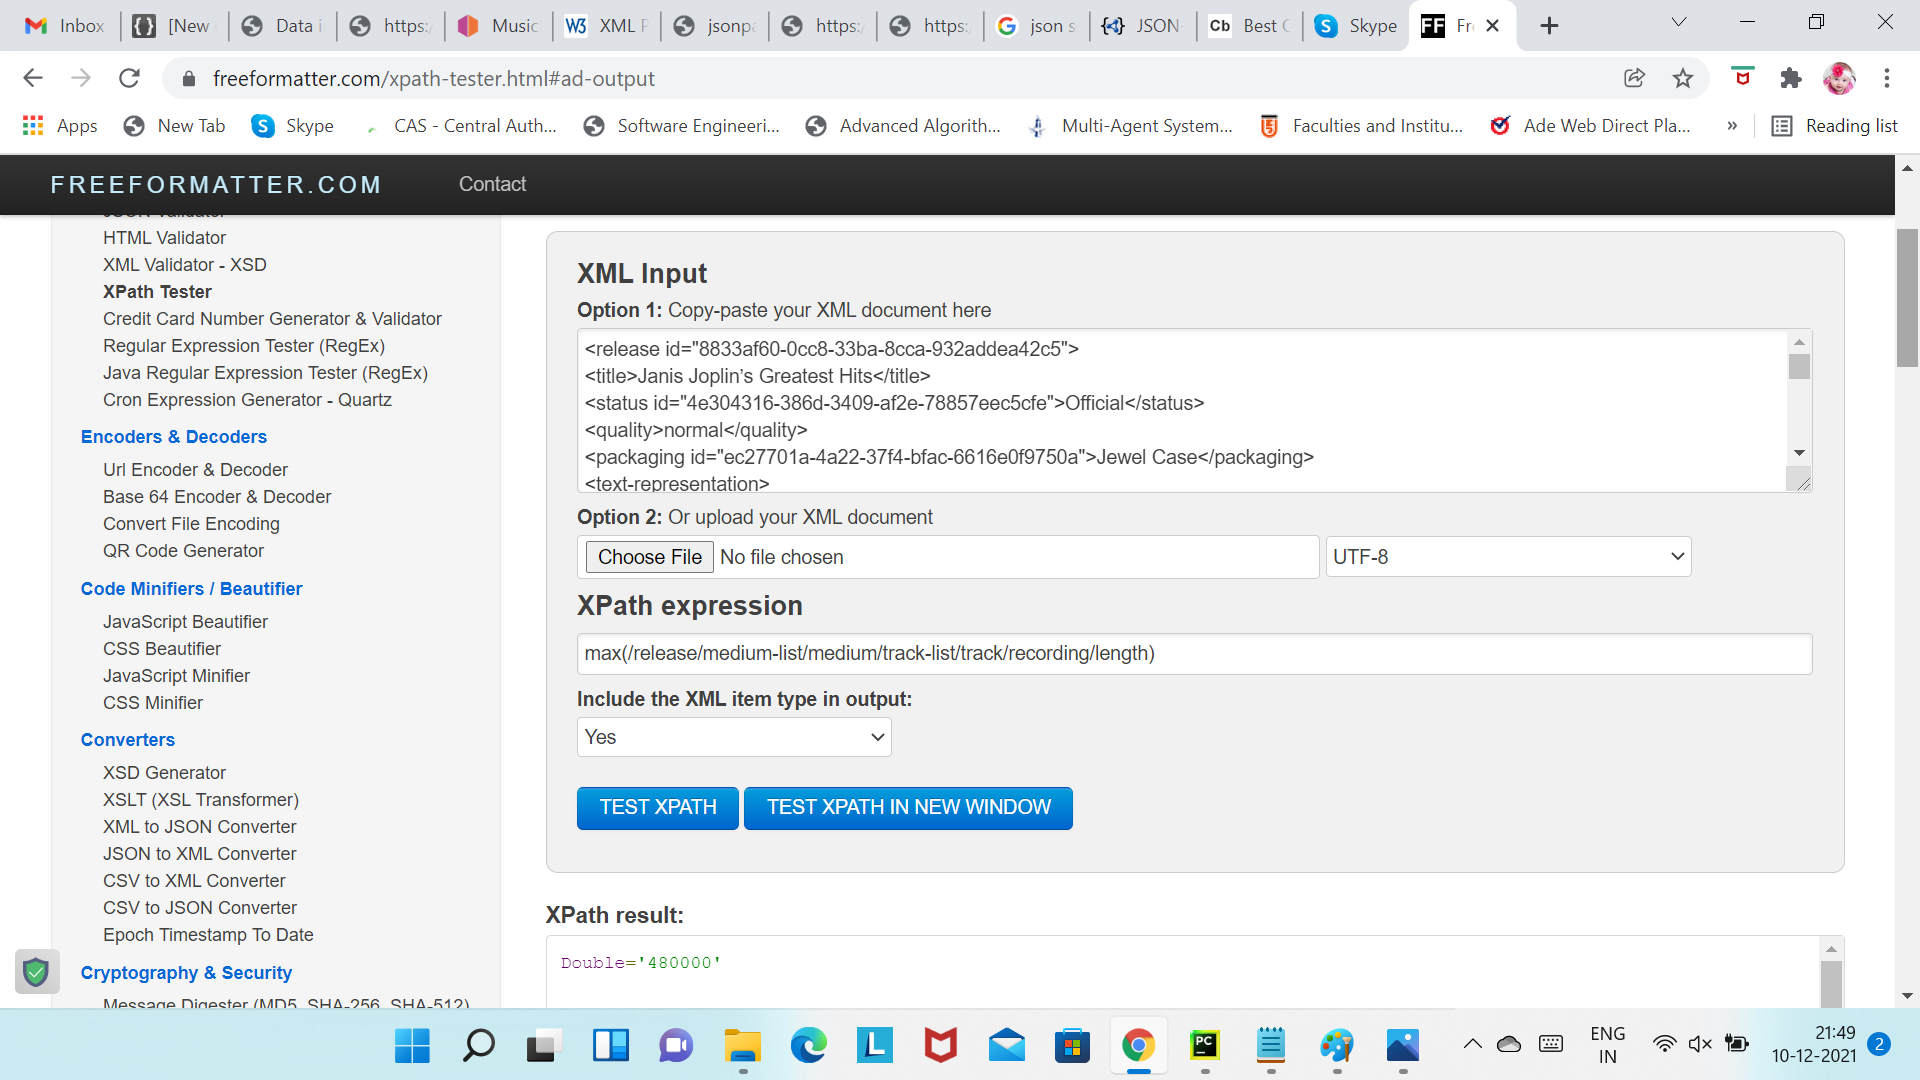 Inbox
[New
Data i
https:/
Music
XML P
jsonpa
https:/
https:/
json s
JSON
Best C
Skype
Fr
freeformatter.com/xpath-tester.html#ad-output
Apps
New Tab
Skype
CAS - Central Auth...
Software Engineeri...
Advanced Algorith...
Multi-Agent System...
Faculties and Institu...
Ade Web Direct Pla...
»
Reading list
FREEFORMATTER.COM
Contact
JSON Validator
HTML Validator
XML Validator - XSD
XPath Tester
Credit Card Number Generator & Validator
Regular Expression Tester (RegEx)
Java Regular Expression Tester (RegEx)
Cron Expression Generator - Quartz
Encoders & Decoders
Url Encoder & Decoder
Base 64 Encoder & Decoder
Convert File Encoding
QR Code Generator
Code Minifiers / Beautifier
JavaScript Beautifier
CSS Beautifier
JavaScript Minifier
CSS Minifier
Converters
XSD Generator
XSLT (XSL Transformer)
XML to JSON Converter
JSON to XML Converter
CSV to XML Converter
CSV to JSON Converter
Epoch Timestamp To Date
Cryptography & Security
Message Digester (MD5, SHA-256, SHA-512)
XML Input
Option 1: Copy-paste your XML document here
<release id="8833af60-0cc8-33ba-8cca-932addea42c5">
<title>Janis Joplin’s Greatest Hits</title>
<status id="4e304316-386d-3409-af2e-78857eec5cfe">Official</status>
<quality>normal</quality>
<packaging id="ec27701a-4a22-37f4-bfac-6616e0f9750a">Jewel Case</packaging>
<text-representation>
Option 2: Or upload your XML document
Choose File No file chosen
UTF-8
XPath expression
max(/release/medium-list/medium/track-list/track/recording/length)
Include the XML item type in output:
Yes
TEST XPATH
TEST XPATH IN NEW WINDOW
XPath result:
Double='480000'
ENG
IN
21:49
10-12-2021
2